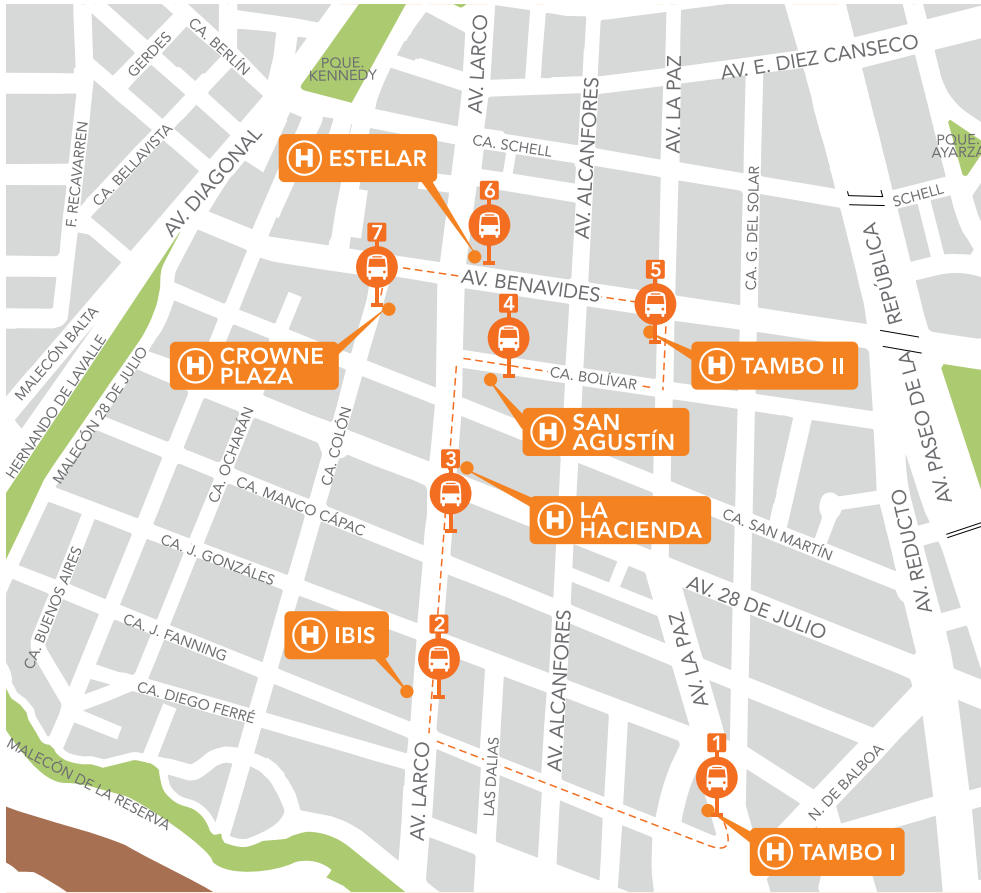 CA. BERLÍN
GERDES
PQUE.
KENNEDY
AV. LARCO
AV. ALCANFORES
AV. LA PAZ
AV. E. DIEZ CANSECO
CA. BELLAVISTA
F. RECAVARREN
AV. DIAGONAL
CA. SCHELL
PQUE.
AYARZA
SCHELL
H ESTELAR
6
7
5
4
CA. G. DEL SOLAR
REPÚBLICA
AV. PASEO DE LA
AV. BENAVIDES
MALECÓN BALTA
HERNANDO DE LAVALLE
MALECÓN 28 DE JULIO
H CROWNE
PLAZA
H TAMBO II
CA. BOLÍVAR
H SAN
AGUSTÍN
CA. OCHARÁN
CA. COLÓN
3
H LA
HACIENDA
CA. MANCO CÁPAC
CA. SAN MARTÍN
AV. REDUCTO
CA. J. GONZÁLES
AV. 28 DE JULIO
CA. BUENOS AIRES
CA. J. FANNING
H IBIS
2
AV. ALCANFORES
AV. LA PAZ
CA. DIEGO FERRÉ
MALECÓN DE LA RESERVA
AV. LARCO
LAS DALIAS
1
N. DE BALBOA
H TAMBO I